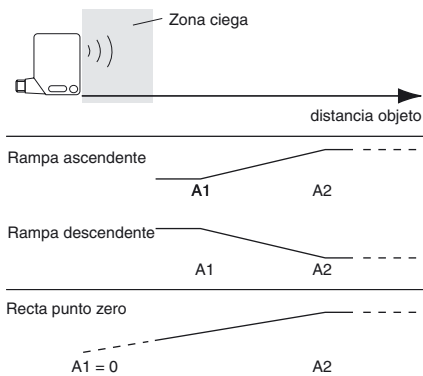 Zona ciega
distancia objeto
Rampa ascendente
A1 A2
Rampa descendente
A1 A2
Recta punto zero
A1 = 0 A2